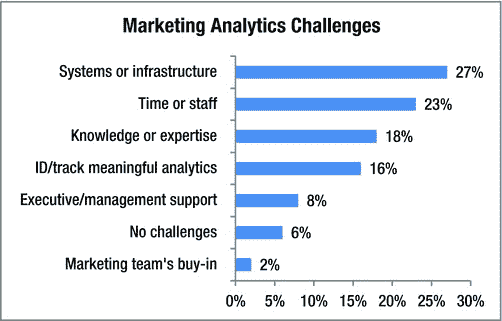 Marketing Analytics Challenges
Systems or infrastructure 27%
Time or staff 23%
Knowledge or expertise 18%
ID/track meaningful analytics 16%
Executive/management support 8%
No challenges 6%
Marketing team's buy-in 2%
0% 5% 10% 15% 20% 25% 30%